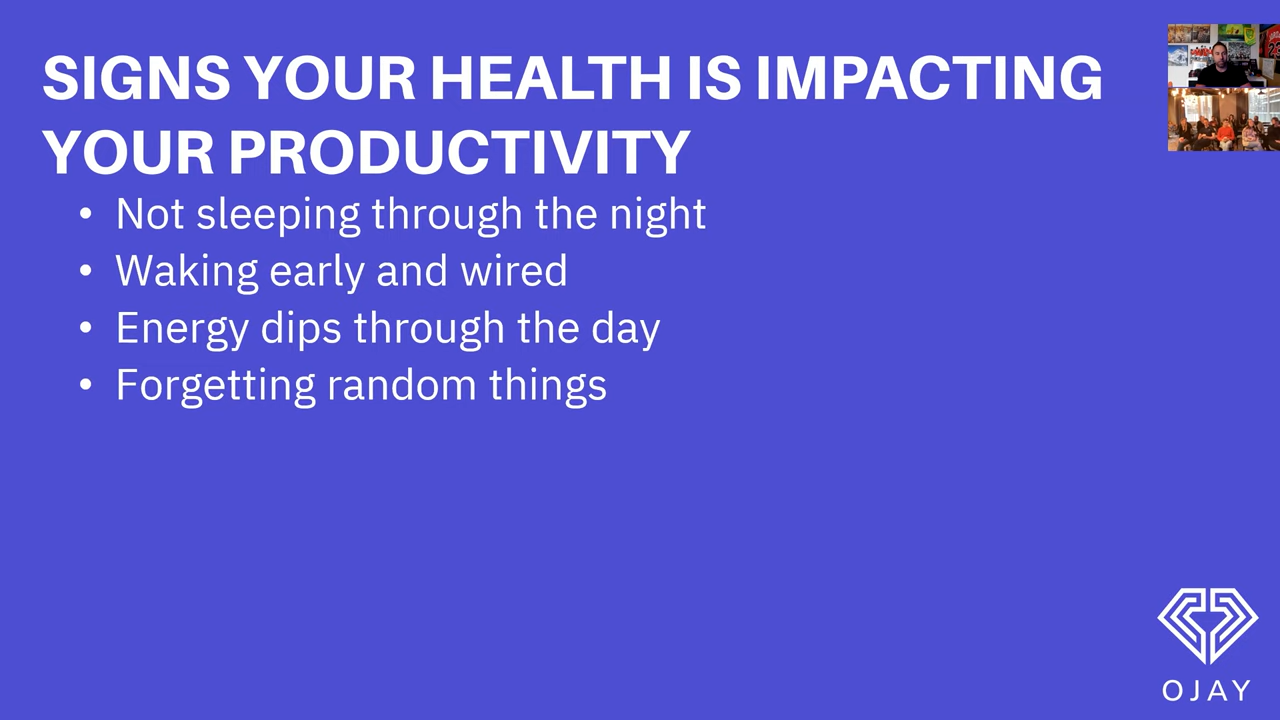 SIGNS YOUR HEALTH IS IMPACTING
YOUR PRODUCTIVITY
• Not sleeping through the night
• Waking early and wired
• Energy dips through the day
• Forgetting random things
OJAY